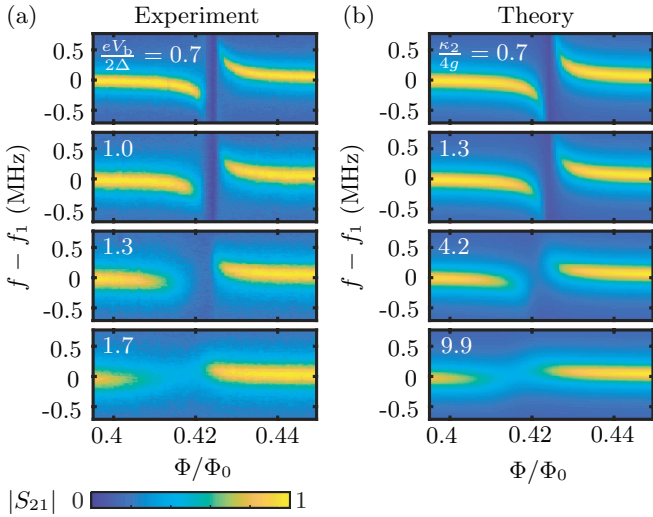 (a) Experiment
(b) Theory
eV_b/2Δ = 0.7
κ_2/4g = 0.7
0.5
0
-0.5
0.5
0
-0.5
1.0
1.3
0.5
0
-0.5
0.5
0
-0.5
f − f_1 (MHz)
f − f_1 (MHz)
1.3
4.2
0.5
0
-0.5
0.5
0
-0.5
1.7
9.9
0.5
0
-0.5
0.5
0
-0.5
0.4 0.42 0.44
0.4 0.42 0.44
Φ/Φ_0
Φ/Φ_0
|S_21| 0 1